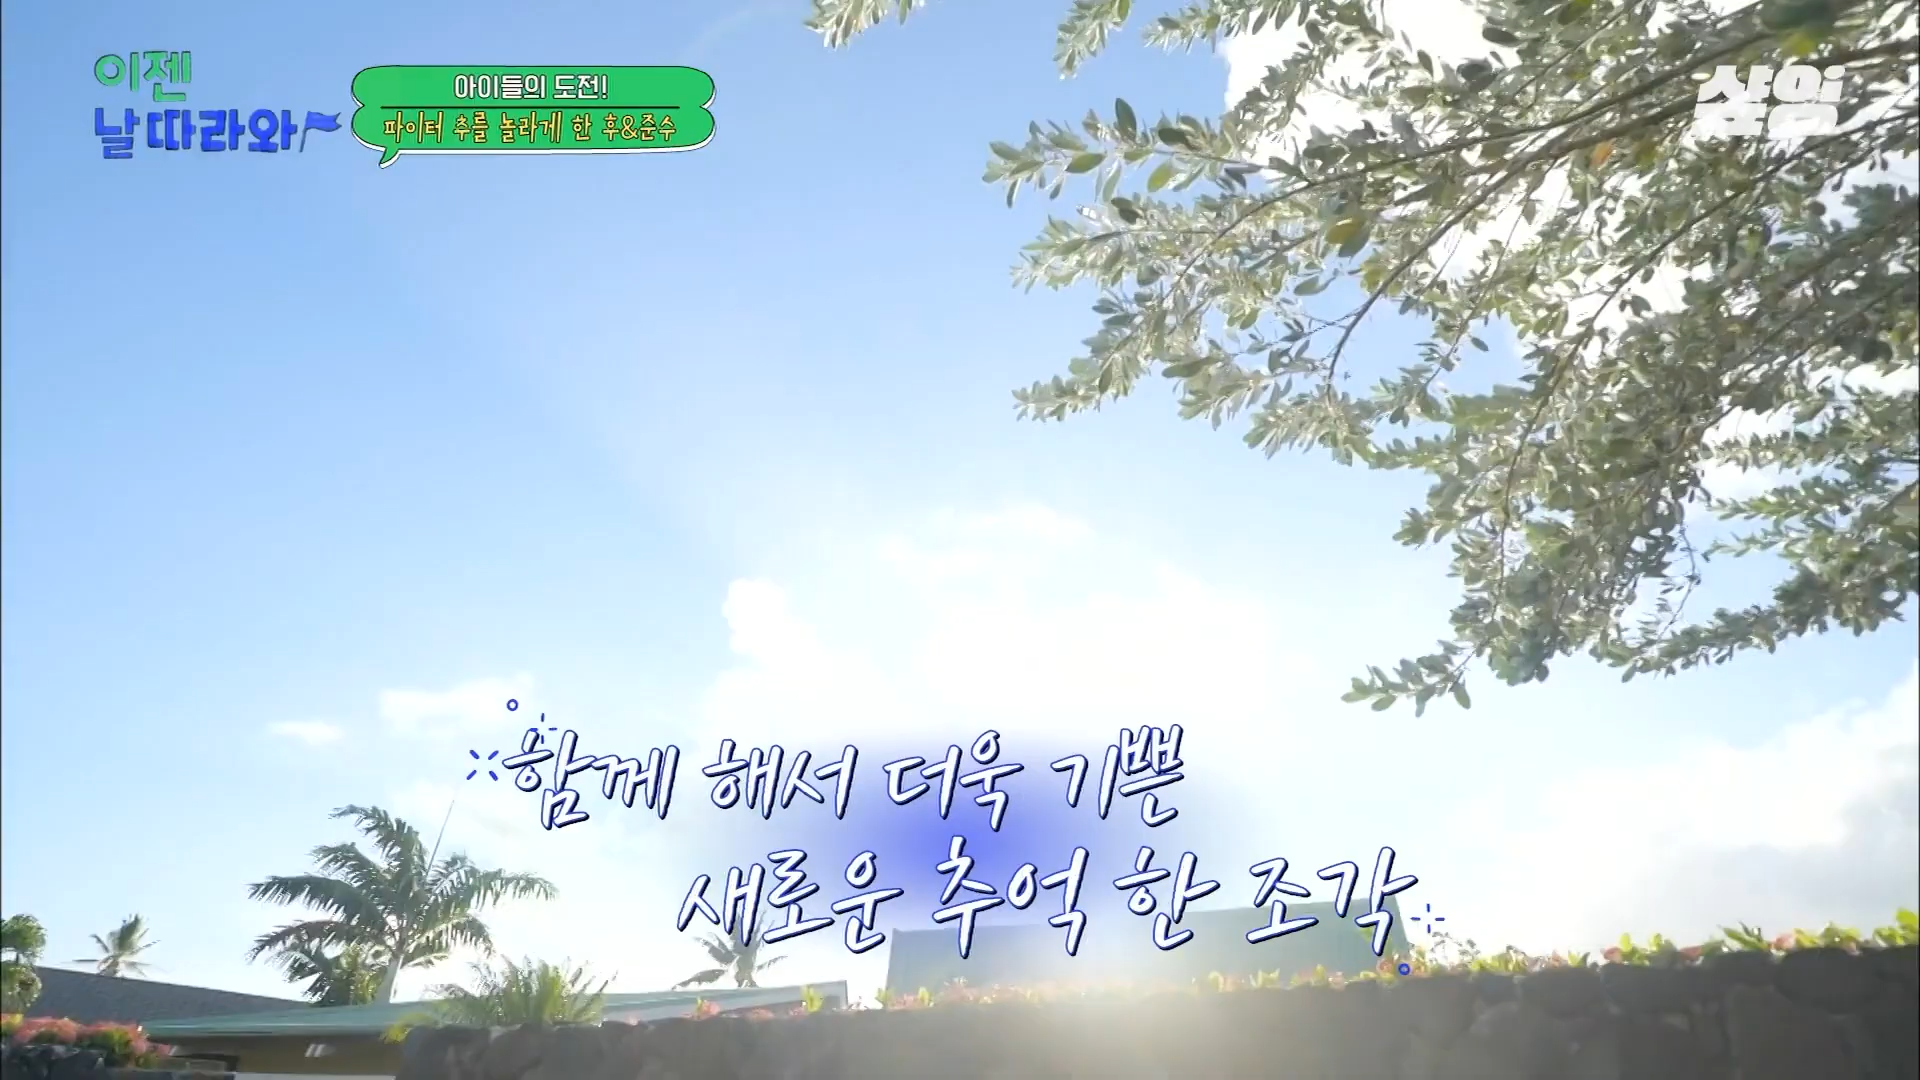 이젠
날 따라와
아이들의 도전!
파이터 추를 놀라게 한 후&준수
샾잉
함께 해서 더욱 기쁜
새로운 추억 한 조각